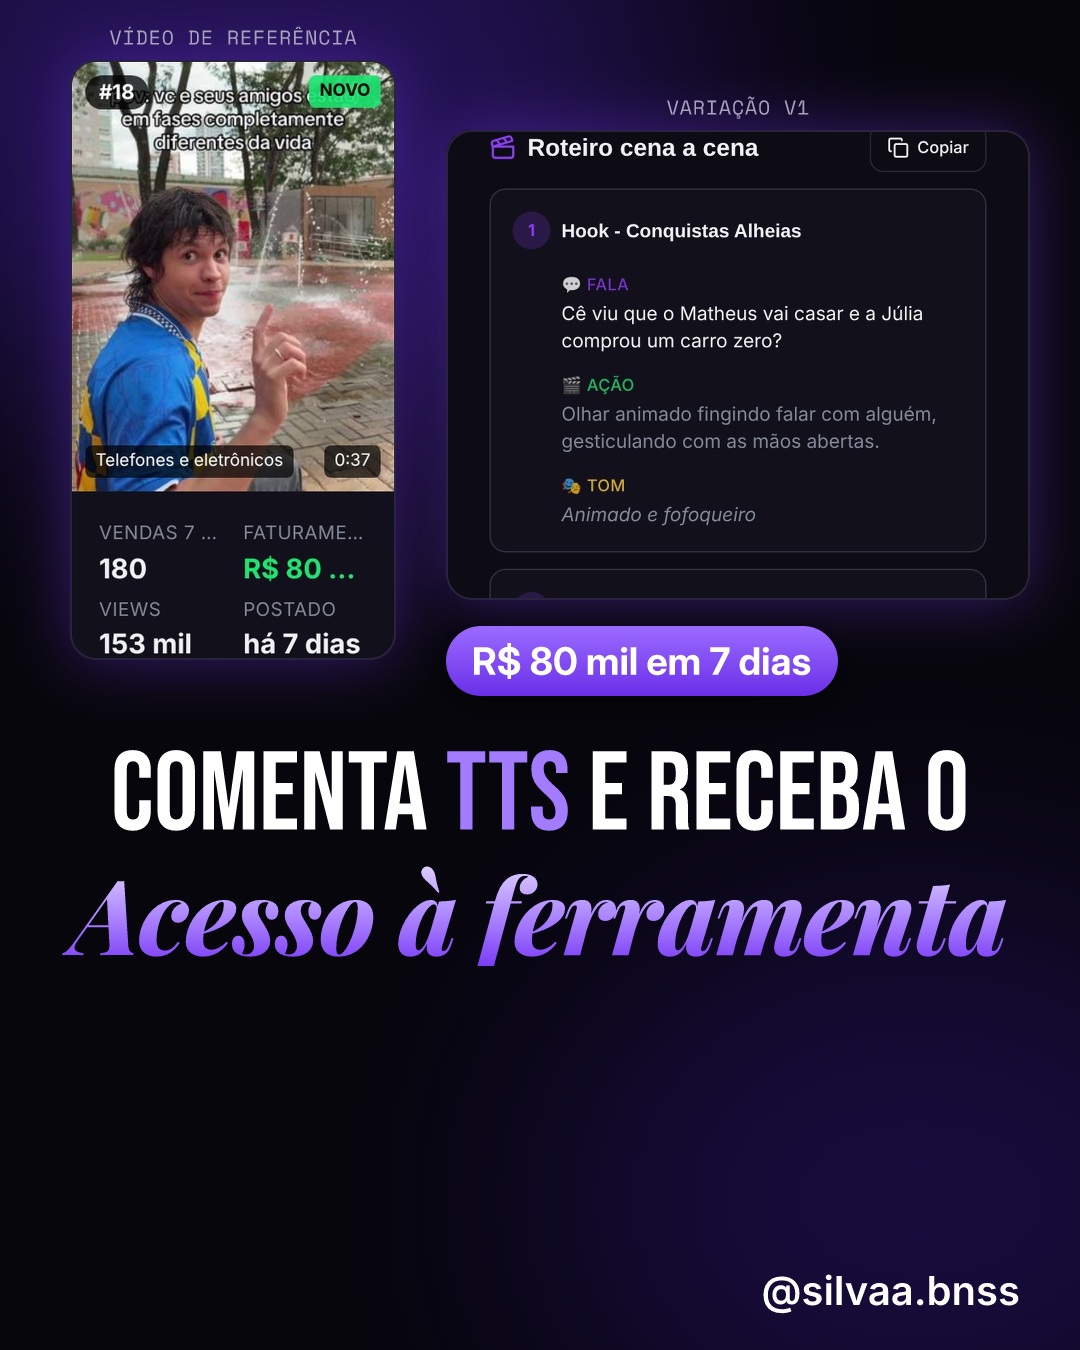 VÍDEO DE REFERÊNCIA
#18
NOVO
vc e seus amigos
em fases completamente
diferentes da vida
Telefones e eletrônicos
0:37
VENDAS 7 ...
FATURAME...
180
R$ 80 ...
VIEWS
POSTADO
153 mil
há 7 dias
VARIAÇÃO V1
Roteiro cena a cena
Copiar
1
Hook - Conquistas Alheias
FALA
Cê viu que o Matheus vai casar e a Júlia
comprou um carro zero?
AÇÃO
Olhar animado fingindo falar com alguém,
gesticulando com as mãos abertas.
TOM
Animado e fofoqueiro
R$ 80 mil em 7 dias
COMENTA TTS E RECEBA O
Acesso à ferramenta
@silvaa.bnss